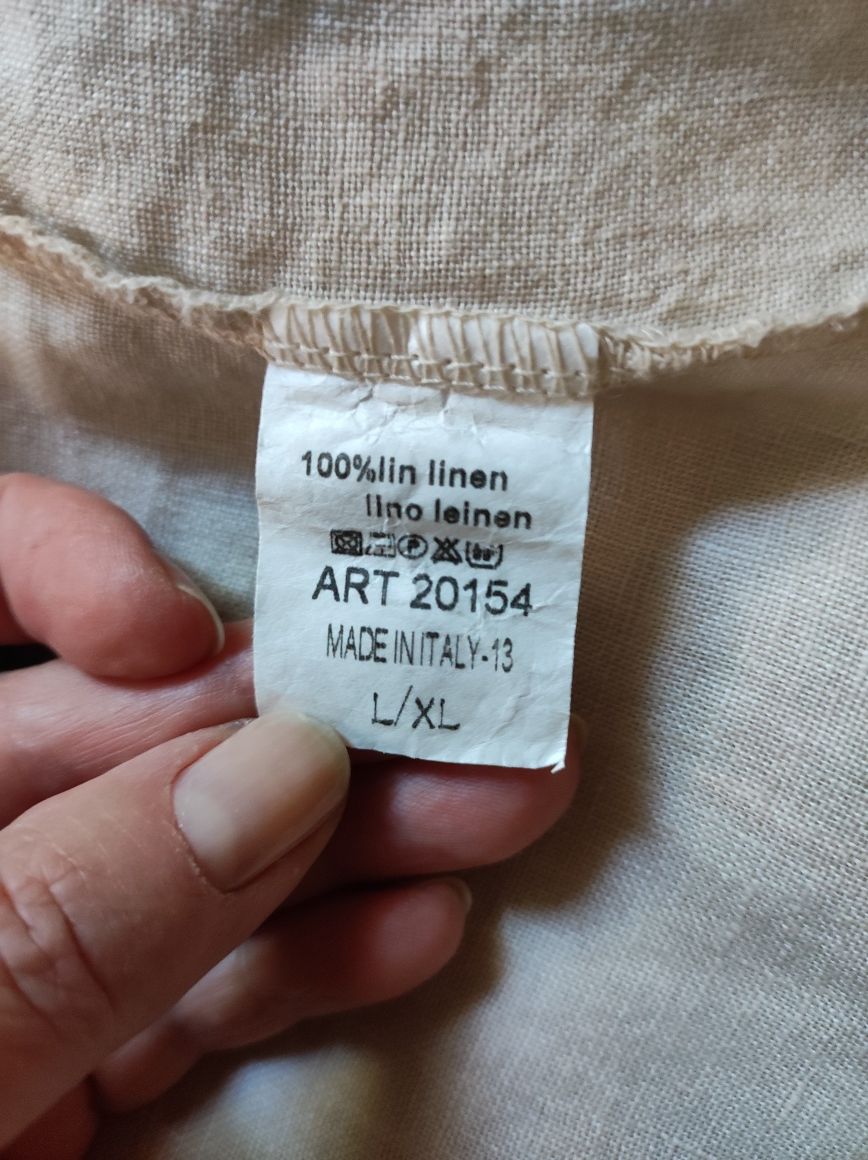 100%lin linen
lino leinen
ART 20154
MADE IN ITALY-13
L/XL